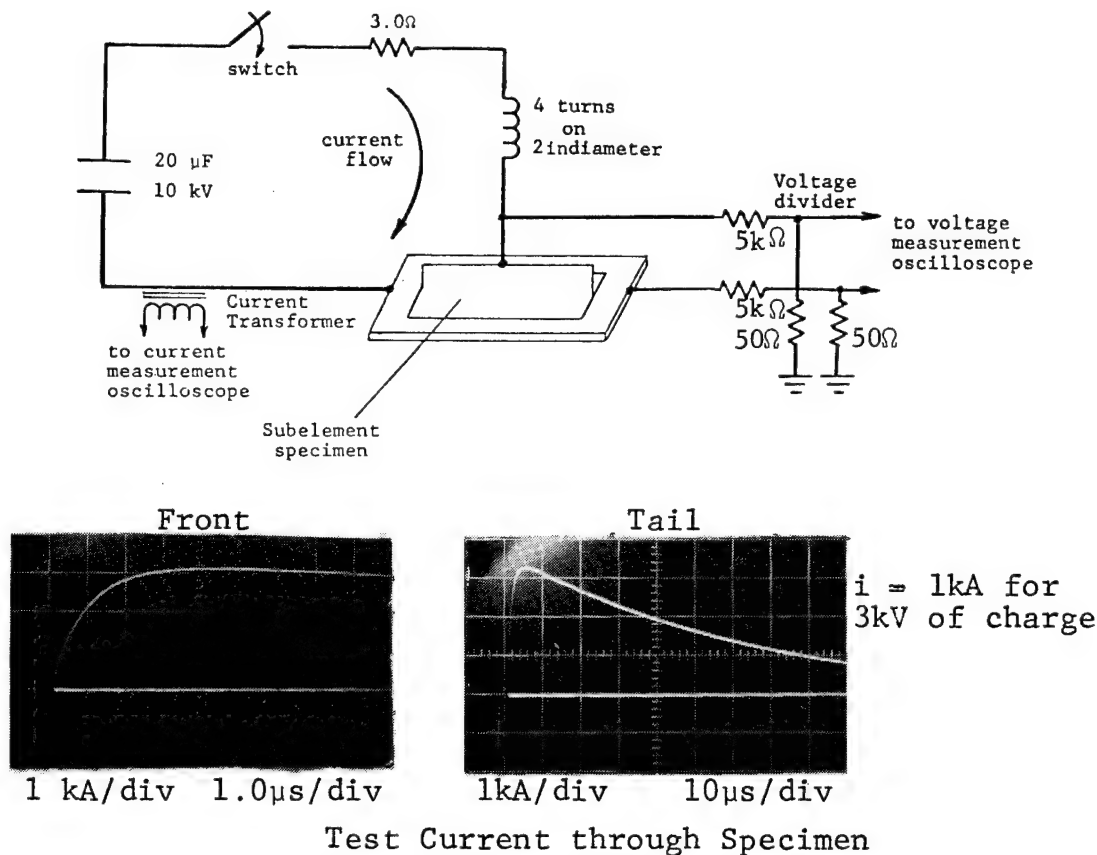 3.0Ω
switch
4 turns
on
2indiameter
current
flow
20 µF
10 kV
Voltage
divider
to voltage
measurement
oscilloscope
5kΩ
5kΩ
50Ω
50Ω
Current
Transformer
to current
measurement
oscilloscope
Subelement
specimen
Front
Tail
i = 1kA for
3kV of charge
1 kA/div 1.0µs/div
1kA/div 10µs/div
Test Current through Specimen